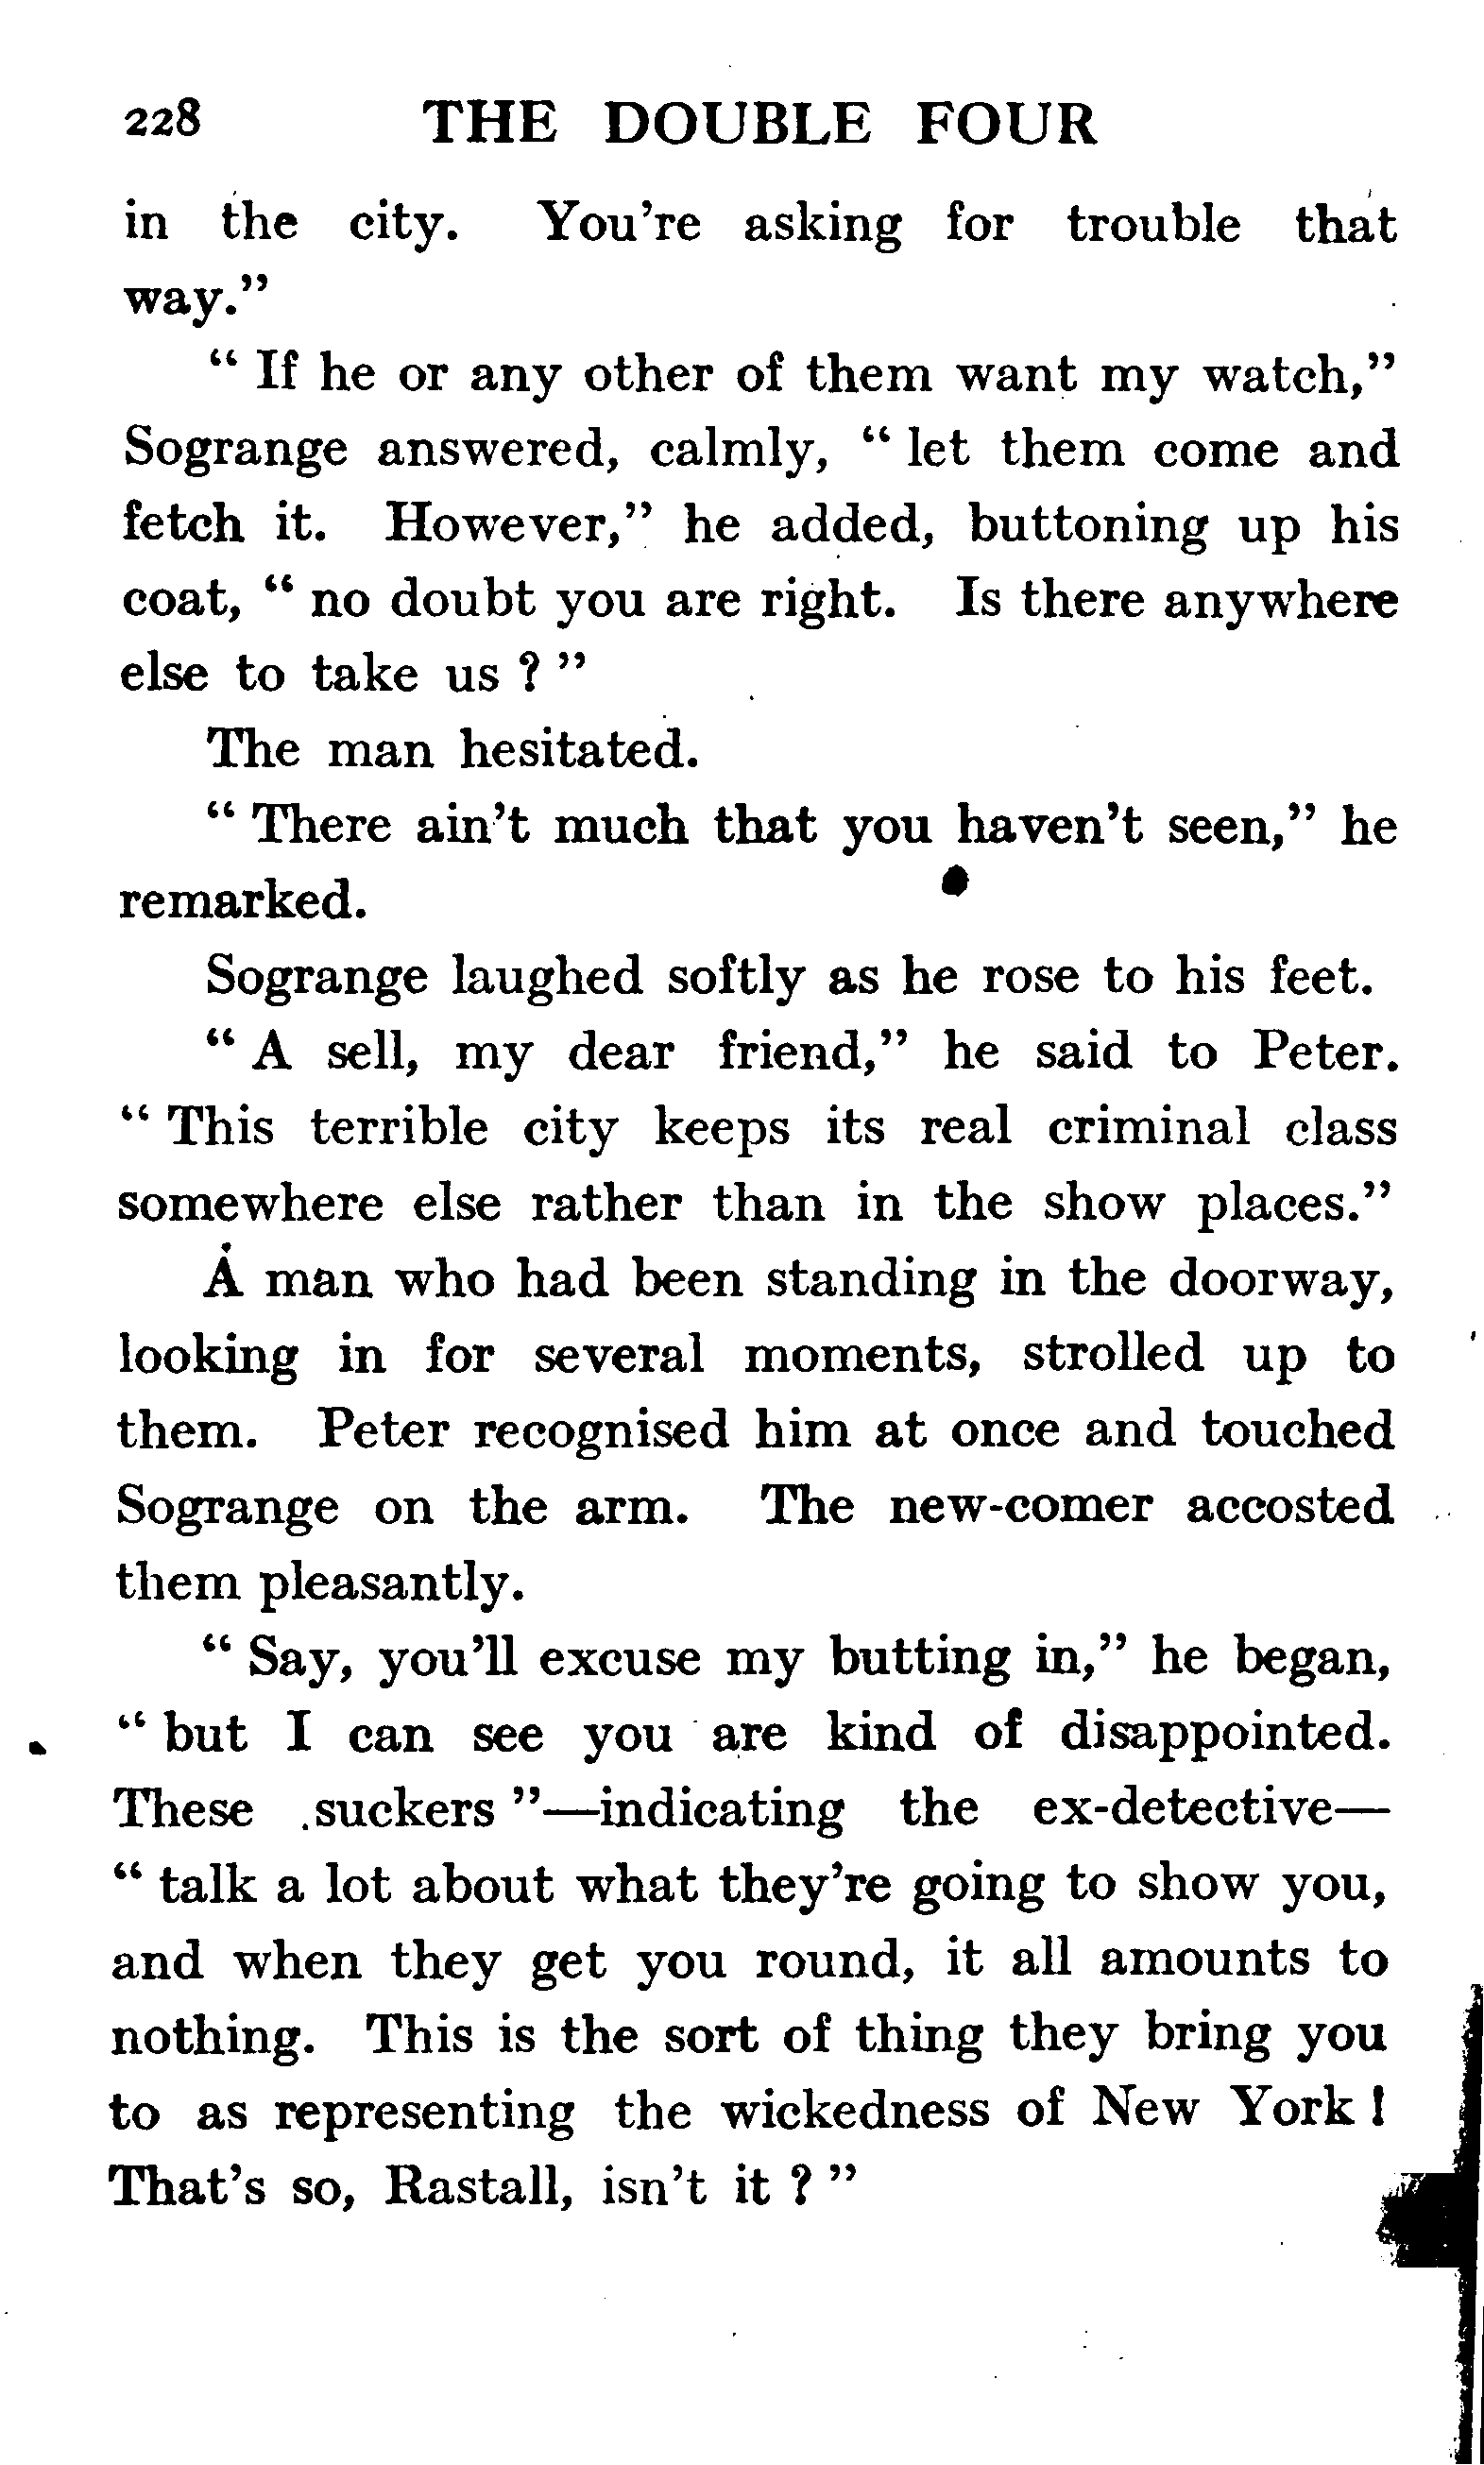 228 THE DOUBLE FOUR
in the city. You're asking for trouble that
way."
" If he or any other of them want my watch,"
Sogrange answered, calmly, " let them come and
fetch it. However," he added, buttoning up his
coat, " no doubt you are right. Is there anywhere
else to take us ? "
The man hesitated.
" There ain't much that you haven't seen," he
remarked.
Sogrange laughed softly as he rose to his feet.
" A sell, my dear friend," he said to Peter.
" This terrible city keeps its real criminal class
somewhere else rather than in the show places."
A man who had been standing in the doorway,
looking in for several moments, strolled up to
them. Peter recognised him at once and touched
Sogrange on the arm. The new-comer accosted
them pleasantly.
" Say, you'll excuse my butting in," he began,
" but I can see you are kind of disappointed.
These suckers "—indicating the ex-detective—
" talk a lot about what they're going to show you,
and when they get you round, it all amounts to
nothing. This is the sort of thing they bring you
to as representing the wickedness of New York !
That's so, Rastall, isn't it ? "